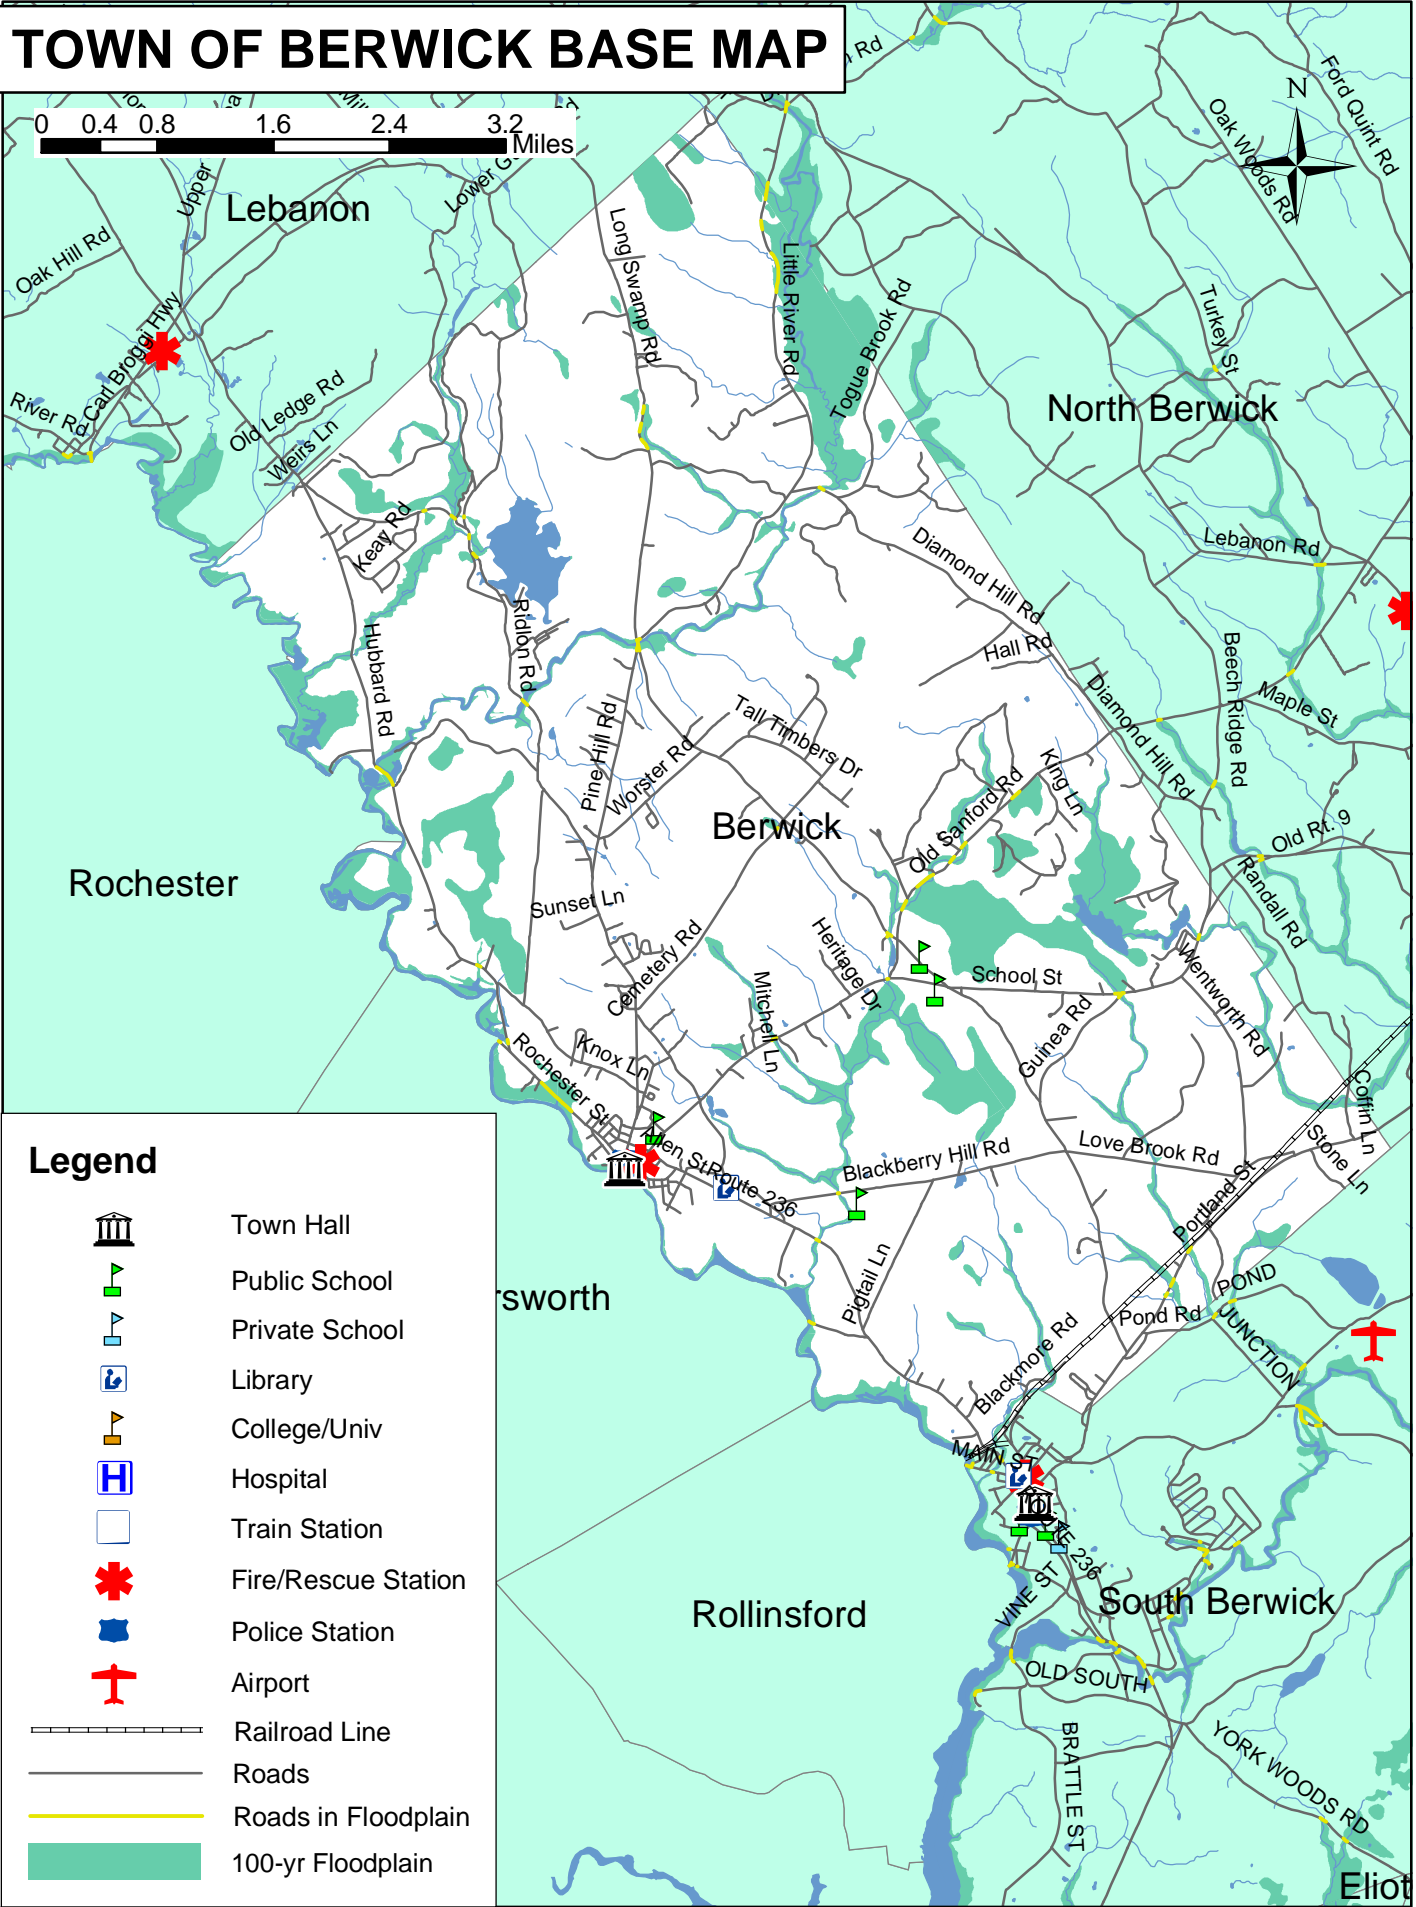 TOWN OF BERWICK BASE MAP
0 0.4 0.8 1.6 2.4 3.2
Miles
N
Rd
Ford Quint Rd
Oak Woods Rd
Upper
Lebanon
Oak Hill Rd
Long Swamp Rd
Little River Rd
Togue Brook Rd
Turkey St
Carl Broggi Hwy
River Rd
Old Ledge Rd
Weirs Ln
North Berwick
Keay Rd
Lebanon Rd
Diamond Hill Rd
Hall Rd
Ridlon Rd
Hubbard Rd
Beech Ridge Rd
Maple St
Diamond Hill Rd
Pine Hill Rd
Tall Timbers Dr
Worster Rd
King Ln
Old Sanford Rd
Berwick
Old Rt. 9
Randall Rd
Rochester
Sunset Ln
Cemetery Rd
Heritage Dr
School St
Wentworth Rd
Mitchell Ln
Guinea Rd
Knox Ln
Rochester St
Coffin Ln
Stone Ln
Allen St
Route 236
Blackberry Hill Rd
Love Brook Rd
Portland St
Pigtail Ln
POND
Pond Rd
JUNCTION
rsworth
Blackmore Rd
MAIN ST
236
VINE ST
South Berwick
Rollinsford
OLD SOUTH
BRATTLE ST
YORK WOODS RD
Eliot
Legend
Town Hall
Public School
Private School
Library
College/Univ
H Hospital
Train Station
Fire/Rescue Station
Police Station
Airport
Railroad Line
Roads
Roads in Floodplain
100-yr Floodplain